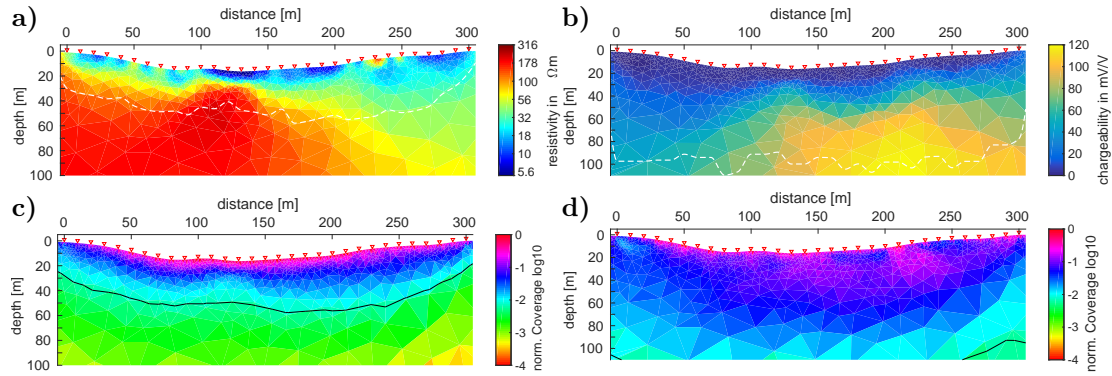 a)
distance [m]
0 50 100 150 200 250 300
depth [m]
0
20
40
60
80
100
316
178
100
56
32
18
10
5.6
resistivity in Ωm
b)
distance [m]
0 50 100 150 200 250 300
depth [m]
0
20
40
60
80
100
120
100
80
60
40
20
0
chargeability in mV/V
c)
distance [m]
0 50 100 150 200 250 300
depth [m]
0
20
40
60
80
100
0
-1
-2
-3
-4
norm. Coverage log10
d)
distance [m]
0 50 100 150 200 250 300
depth [m]
0
20
40
60
80
100
0
-1
-2
-3
-4
norm. Coverage log10